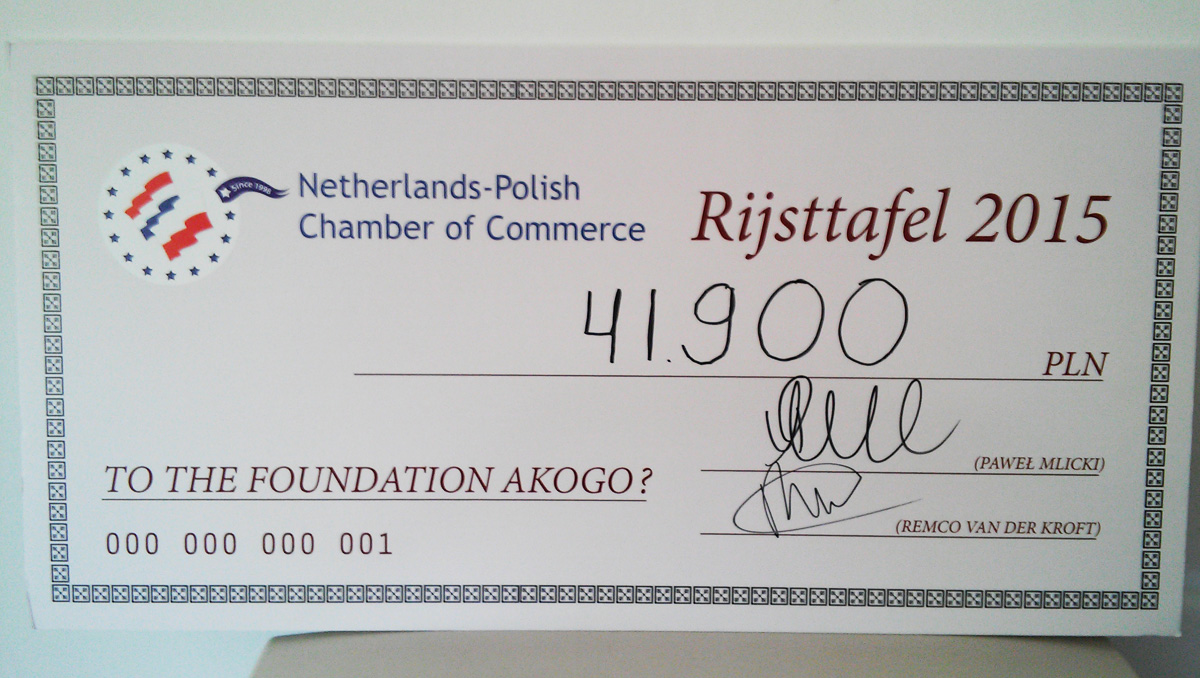 Since 1998
Netherlands-Polish
Chamber of Commerce
Rijsttafel 2015
41.900
PLN
(PAWEŁ MLICKI)
TO THE FOUNDATION AKOGO?
(REMCO VAN DER KROFT)
000 000 000 001